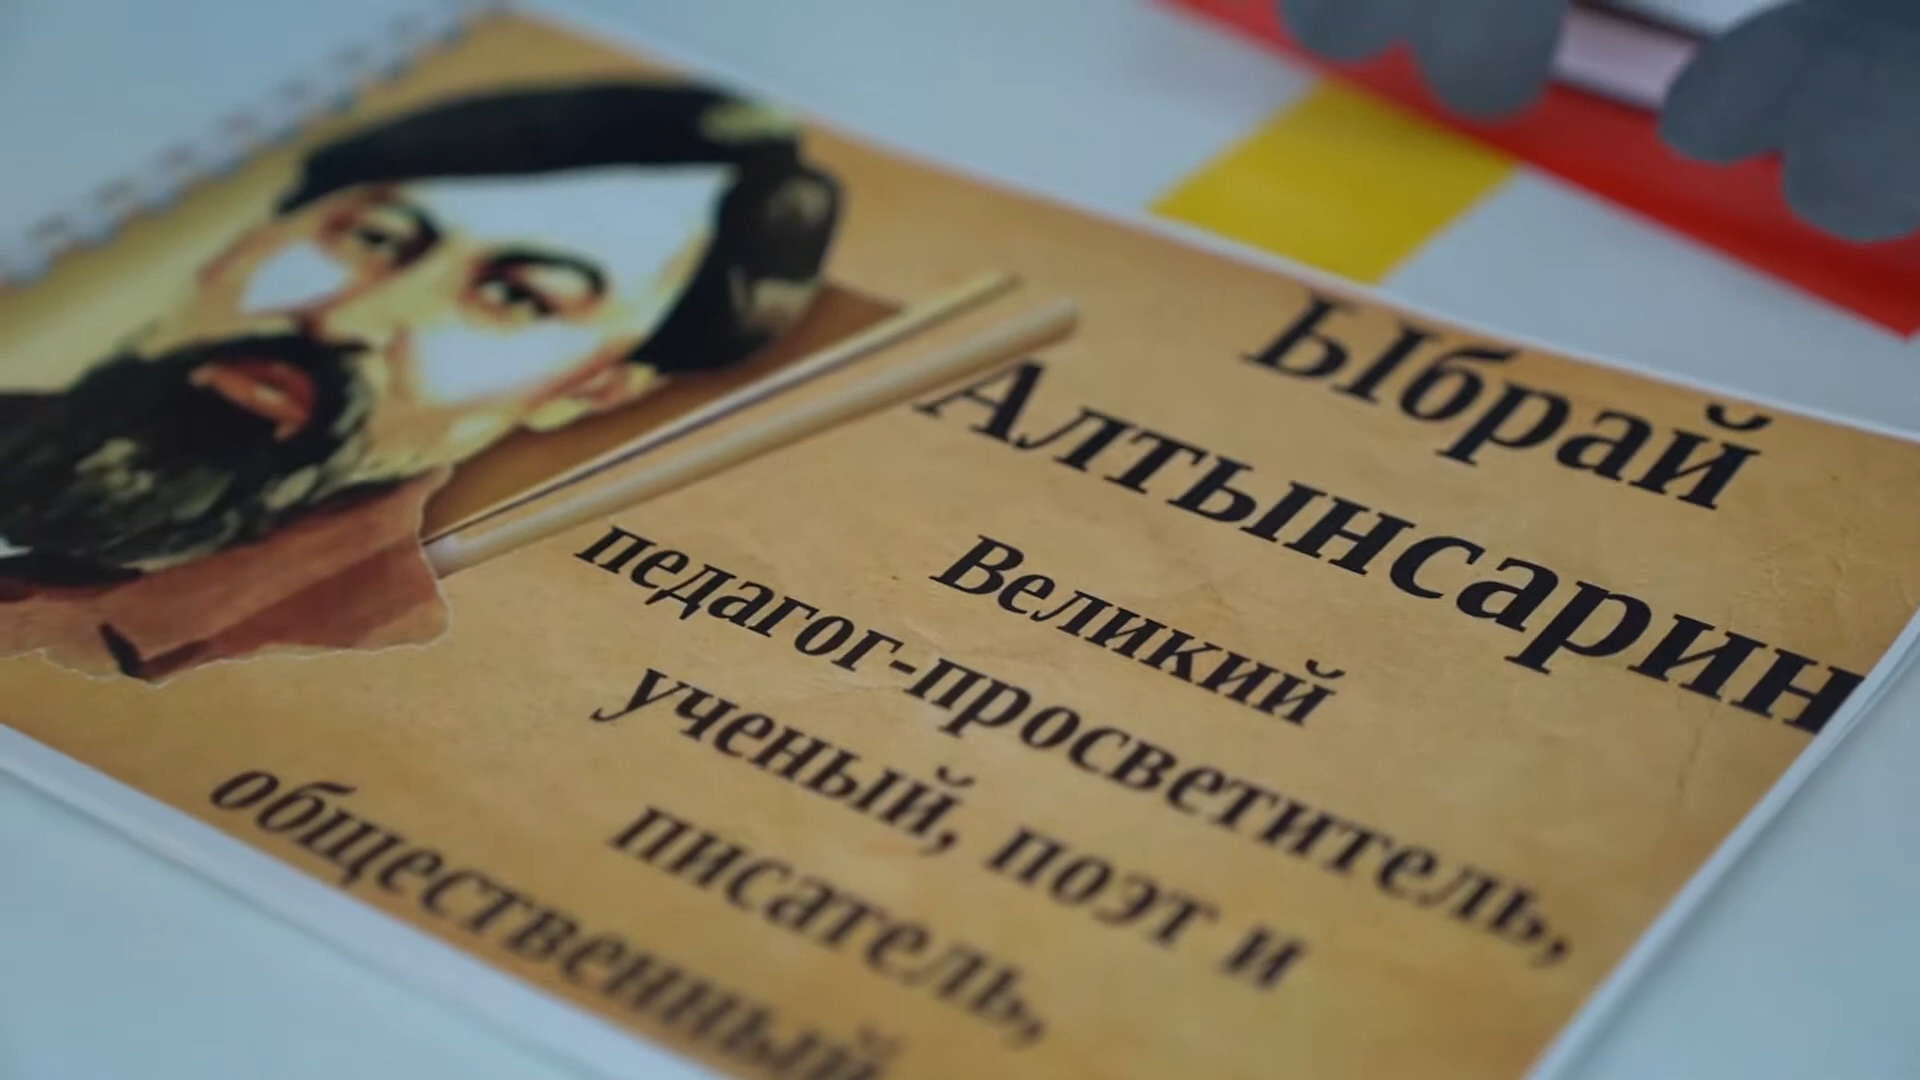 Ыбрай
Алтынсарин
Великий
педагог-просветитель,
ученый, поэт и
писатель,
общественный